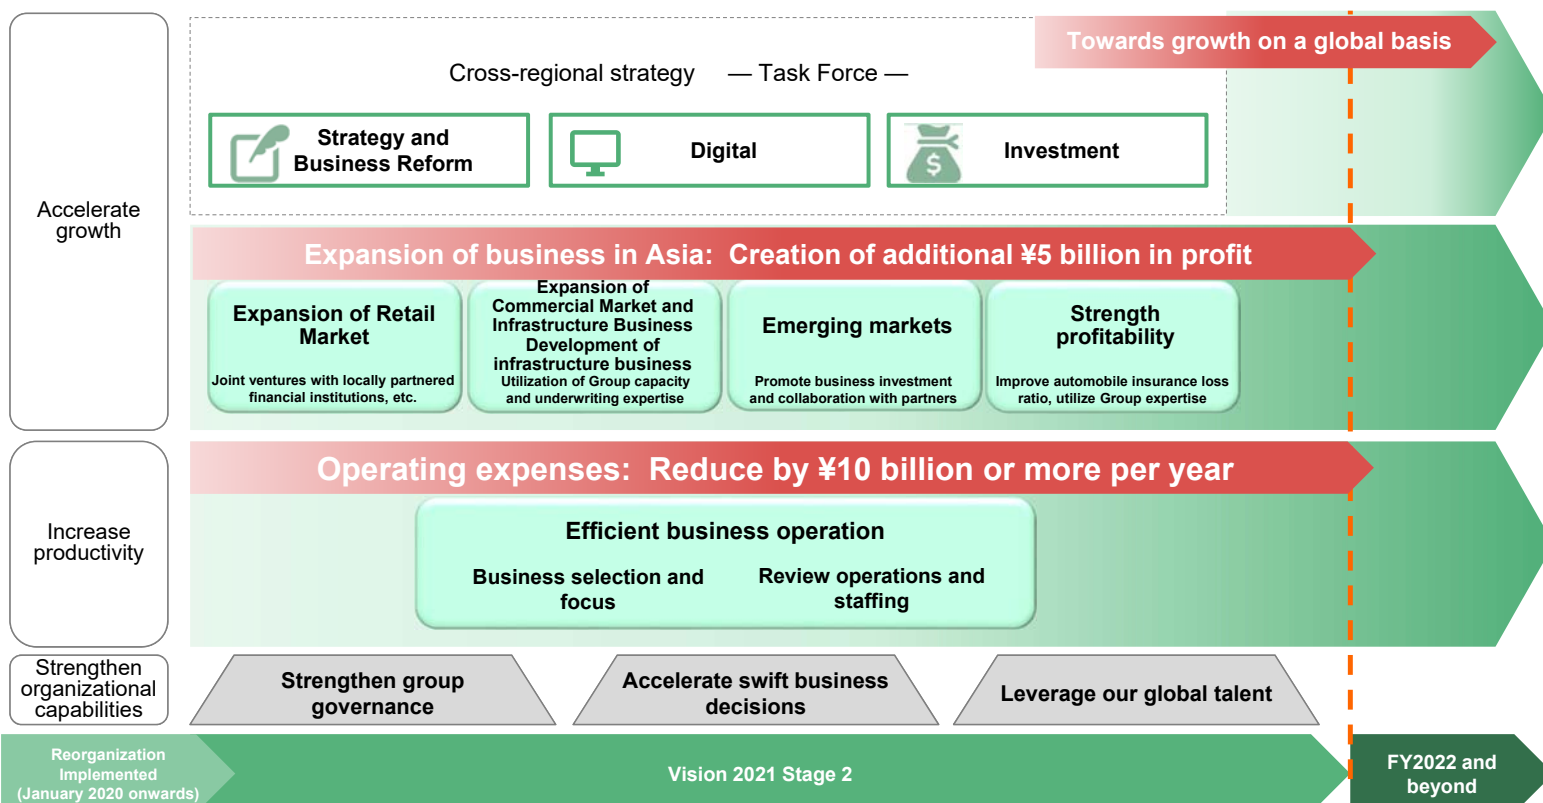 Towards growth on a global basis
Cross-regional strategy — Task Force —
Strategy and
Business Reform
Digital
Investment
$
Accelerate
growth
Expansion of business in Asia: Creation of additional ¥5 billion in profit
Expansion of Retail
Market
Joint ventures with locally partnered
financial institutions, etc.
Expansion of
Commercial Market and
Infrastructure Business
Development of
infrastructure business
Utilization of Group capacity
and underwriting expertise
Emerging markets
Promote business investment
and collaboration with partners
Strength
profitability
Improve automobile insurance loss
ratio, utilize Group expertise
Increase
productivity
Operating expenses: Reduce by ¥10 billion or more per year
Efficient business operation
Business selection and
focus
Review operations and
staffing
Strengthen
organizational
capabilities
Strengthen group
governance
Accelerate swift business
decisions
Leverage our global talent
Reorganization
Implemented
(January 2020 onwards)
Vision 2021 Stage 2
FY2022 and
beyond